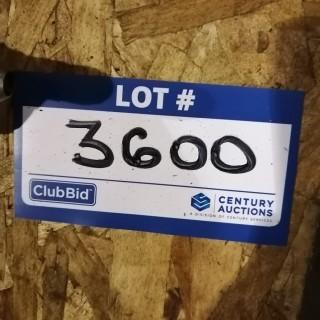 LOT #
3600
ClubBid
CENTURY
AUCTIONS
A DIVISION OF CENTURY SERVICES